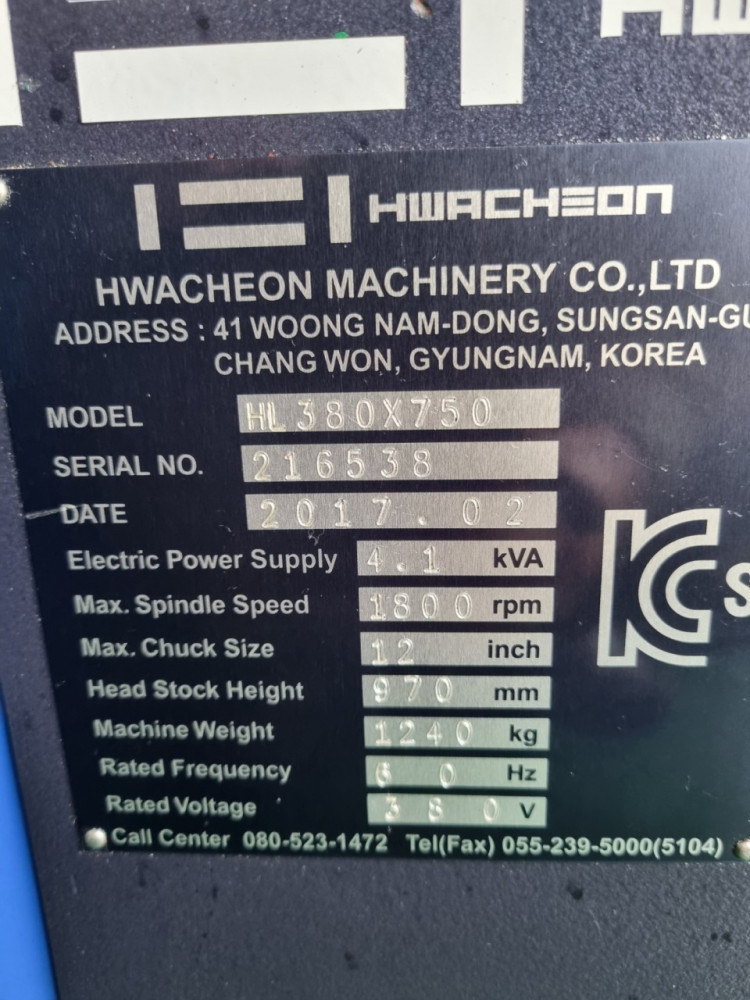 HW
HWACHEON
HWACHEON MACHINERY CO.,LTD
ADDRESS : 41 WOONG NAM-DONG, SUNGSAN-GU
CHANG WON, GYUNGNAM, KOREA
MODEL HL380X750
SERIAL NO. 216538
DATE 2017.02
Electric Power Supply 4.1 kVA
Max. Spindle Speed 1800 rpm
Max. Chuck Size 12 inch
Head Stock Height 970 mm
Machine Weight 1240 kg
Rated Frequency 60 Hz
Rated Voltage 380 V
KC S
Call Center 080-523-1472 Tel(Fax) 055-239-5000(5104)